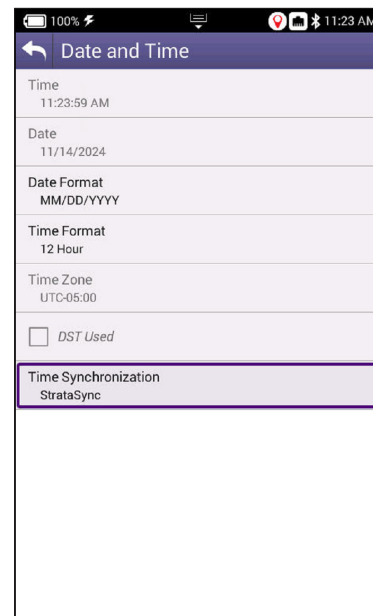 100% 11:23 AM
Date and Time
Time
11:23:59 AM
Date
11/14/2024
Date Format
MM/DD/YYYY
Time Format
12 Hour
Time Zone
UTC-05:00
DST Used
Time Synchronization
StrataSync